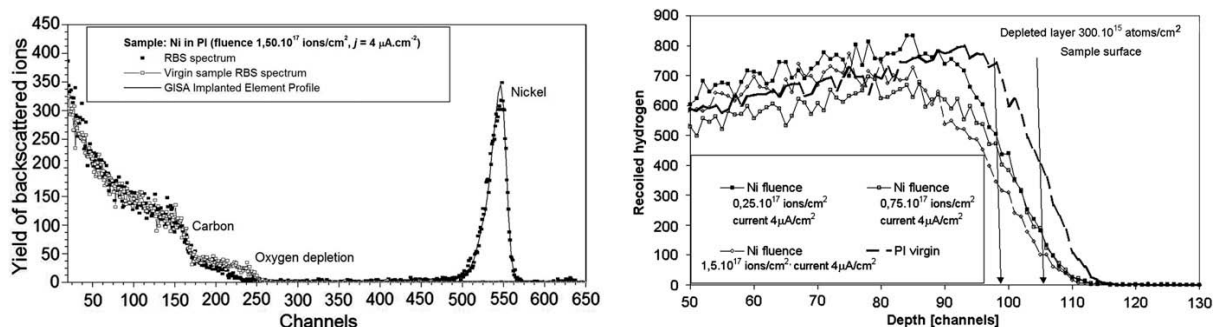 Yield of backscattered ions
450
400
350
300
250
200
150
100
50
0
Sample: Ni in PI (fluence 1,50.10¹⁷ ions/cm², j = 4 µA.cm⁻²)
RBS spectrum
Virgin sample RBS spectrum
GISA Implanted Element Profile
Nickel
Carbon
Oxygen depletion
50 100 150 200 250 300 350 400 450 500 550 600 650
Channels
Recoiled hydrogen
900
800
700
600
500
400
300
200
100
0
Depleted layer 300.10¹⁵ atoms/cm²
Sample surface
Ni fluence
0,25.10¹⁷ ions/cm²
current 4µA/cm²
Ni fluence
0,75.10¹⁷ ions/cm²
current 4µA/cm²
Ni fluence
1,5.10¹⁷ ions/cm² current 4µA/cm²
PI virgin
50 60 70 80 90 100 110 120 130
Depth [channels]